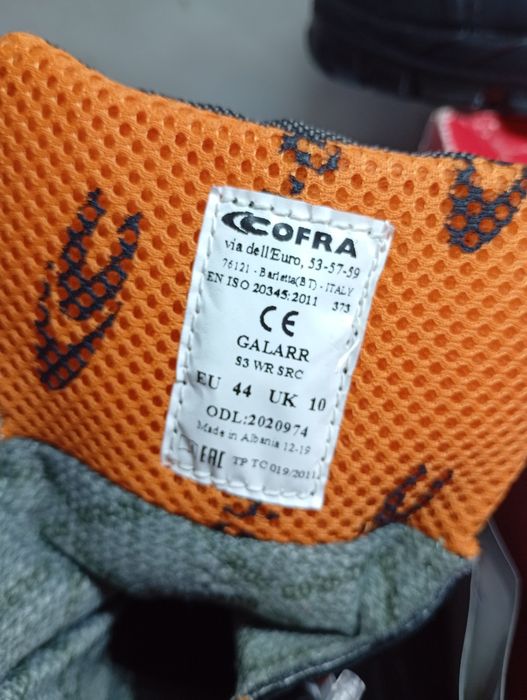 COFRA
via dell'Euro, 53-57-59
76121 - Barletta(BT) - ITALY
EN ISO 20345:2011 373
CE
GALARR
S3 WR SRC
EU 44 UK 10
ODL:2020974
Made in Albania 12-19
EAC TP TC 019/2011